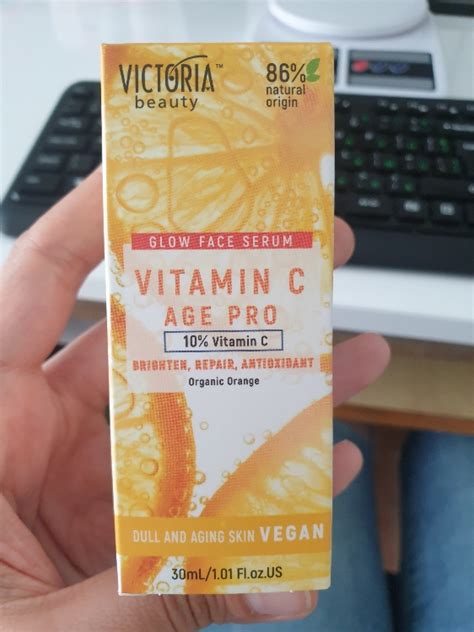 VICTORIA™
beauty
86%
natural
origin
GLOW FACE SERUM
VITAMIN C
AGE PRO
10% Vitamin C
BRIGHTEN, REPAIR, ANTIOXIDANT
Organic Orange
DULL AND AGING SKIN VEGAN
30mL/1.01 Fl.oz.US